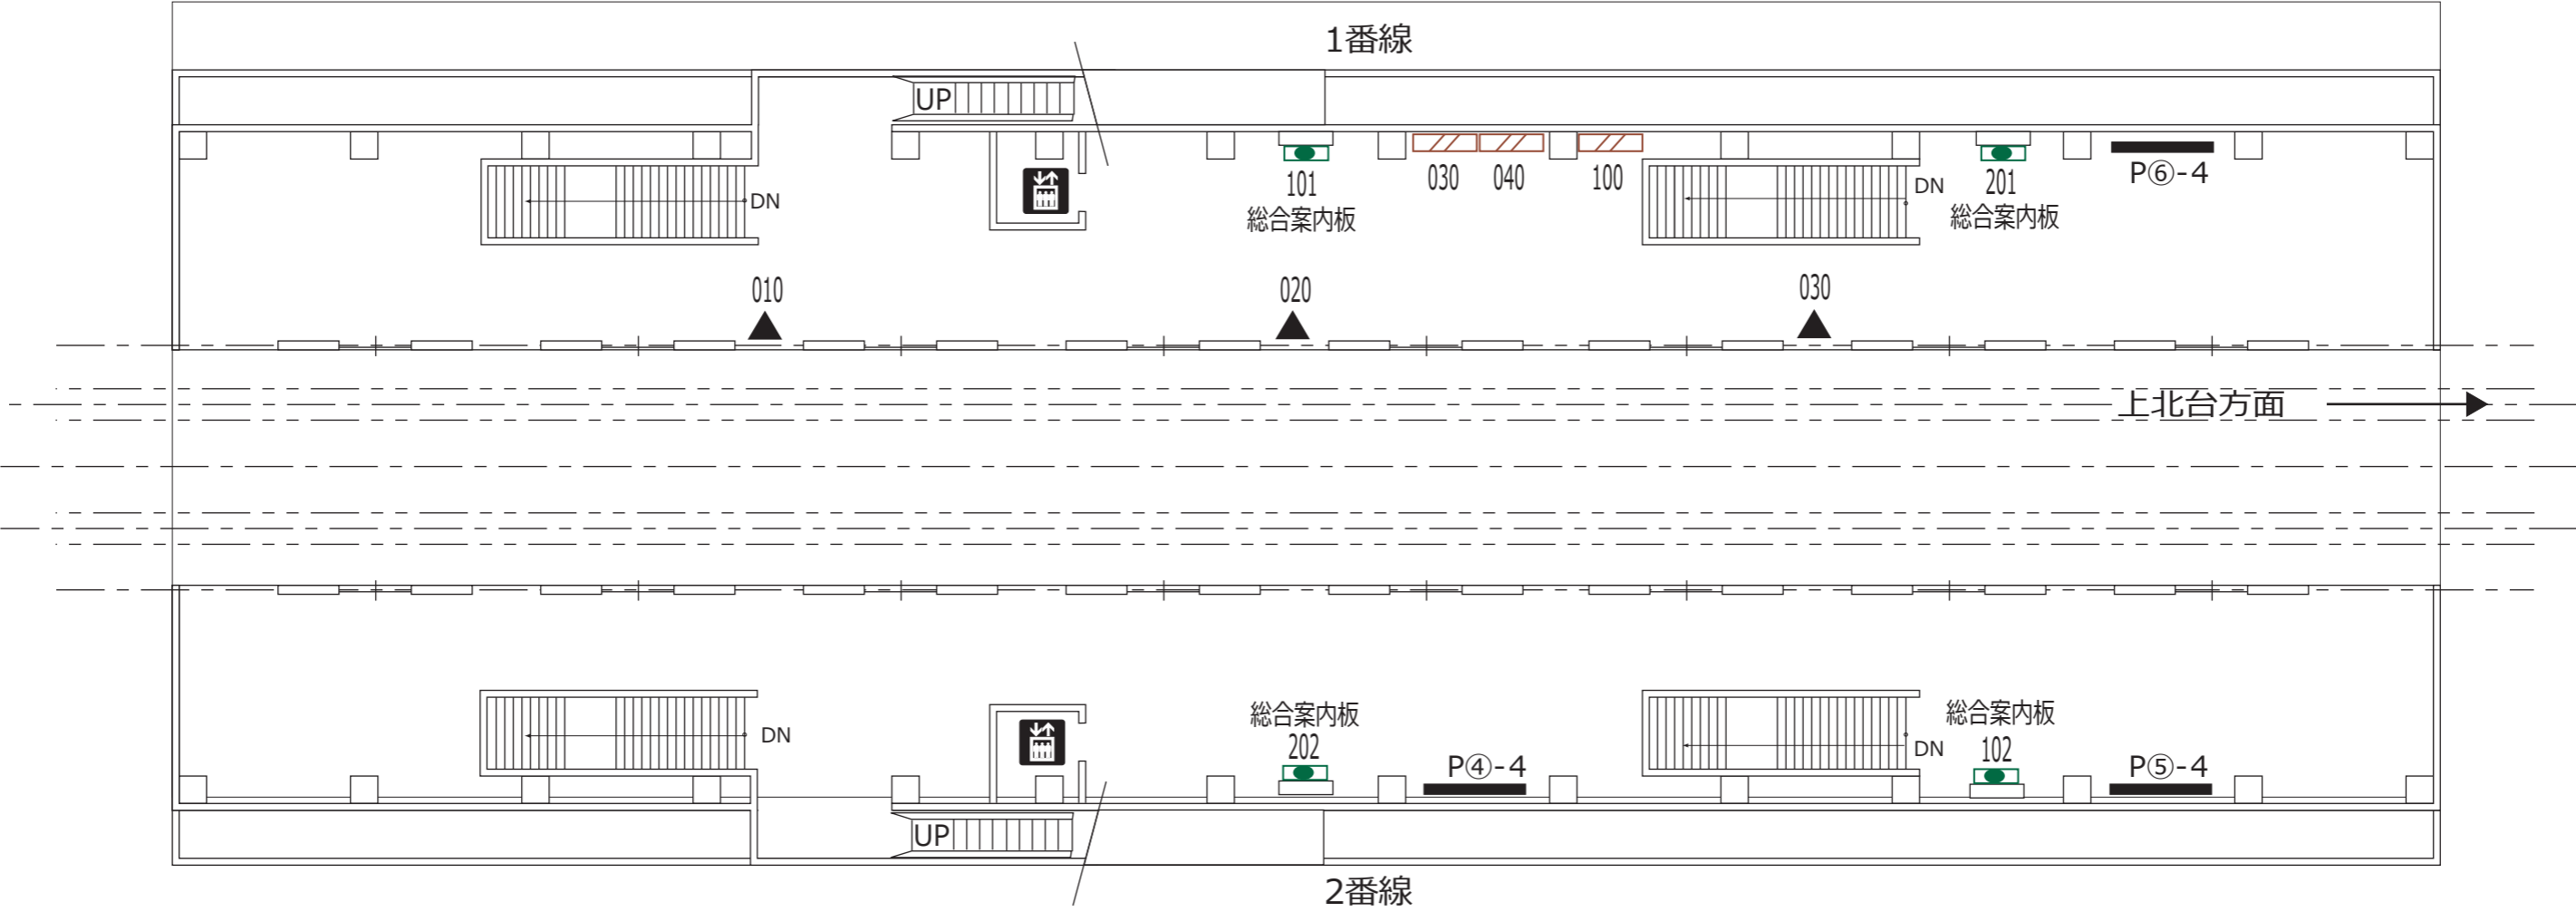 1番線
UP
DN
101
総合案内板
030
040
100
DN
201
総合案内板
P⑥-4
010
020
030
上北台方面
DN
総合案内板
202
P④-4
DN
総合案内板
102
P⑤-4
UP
2番線